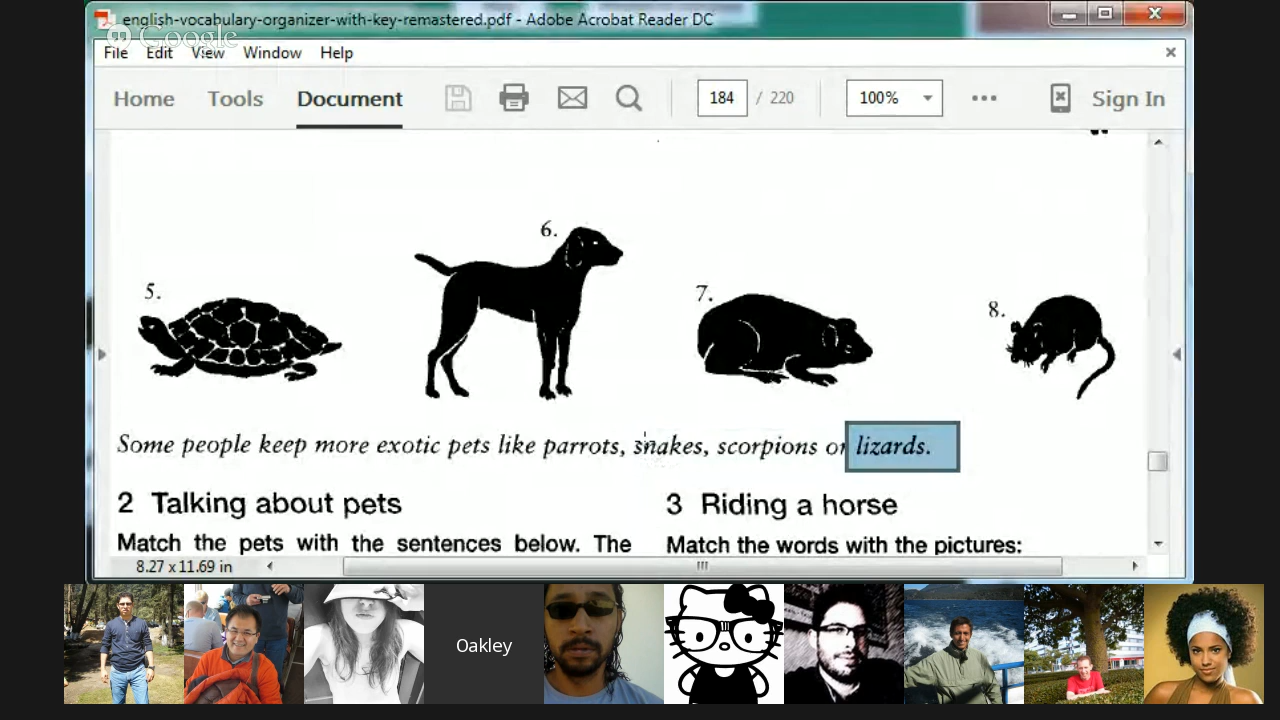 english-vocabulary-organizer-with-key-remastered.pdf - Adobe Acrobat Reader DC
Google
File Edit View Window Help
Home Tools Document 184 / 220 100% Sign In
6.
5.
7.
8.
Some people keep more exotic pets like parrots, snakes, scorpions or lizards.
2 Talking about pets
3 Riding a horse
Match the pets with the sentences below. The
Match the words with the pictures:
8.27 x 11.69 in
Oakley